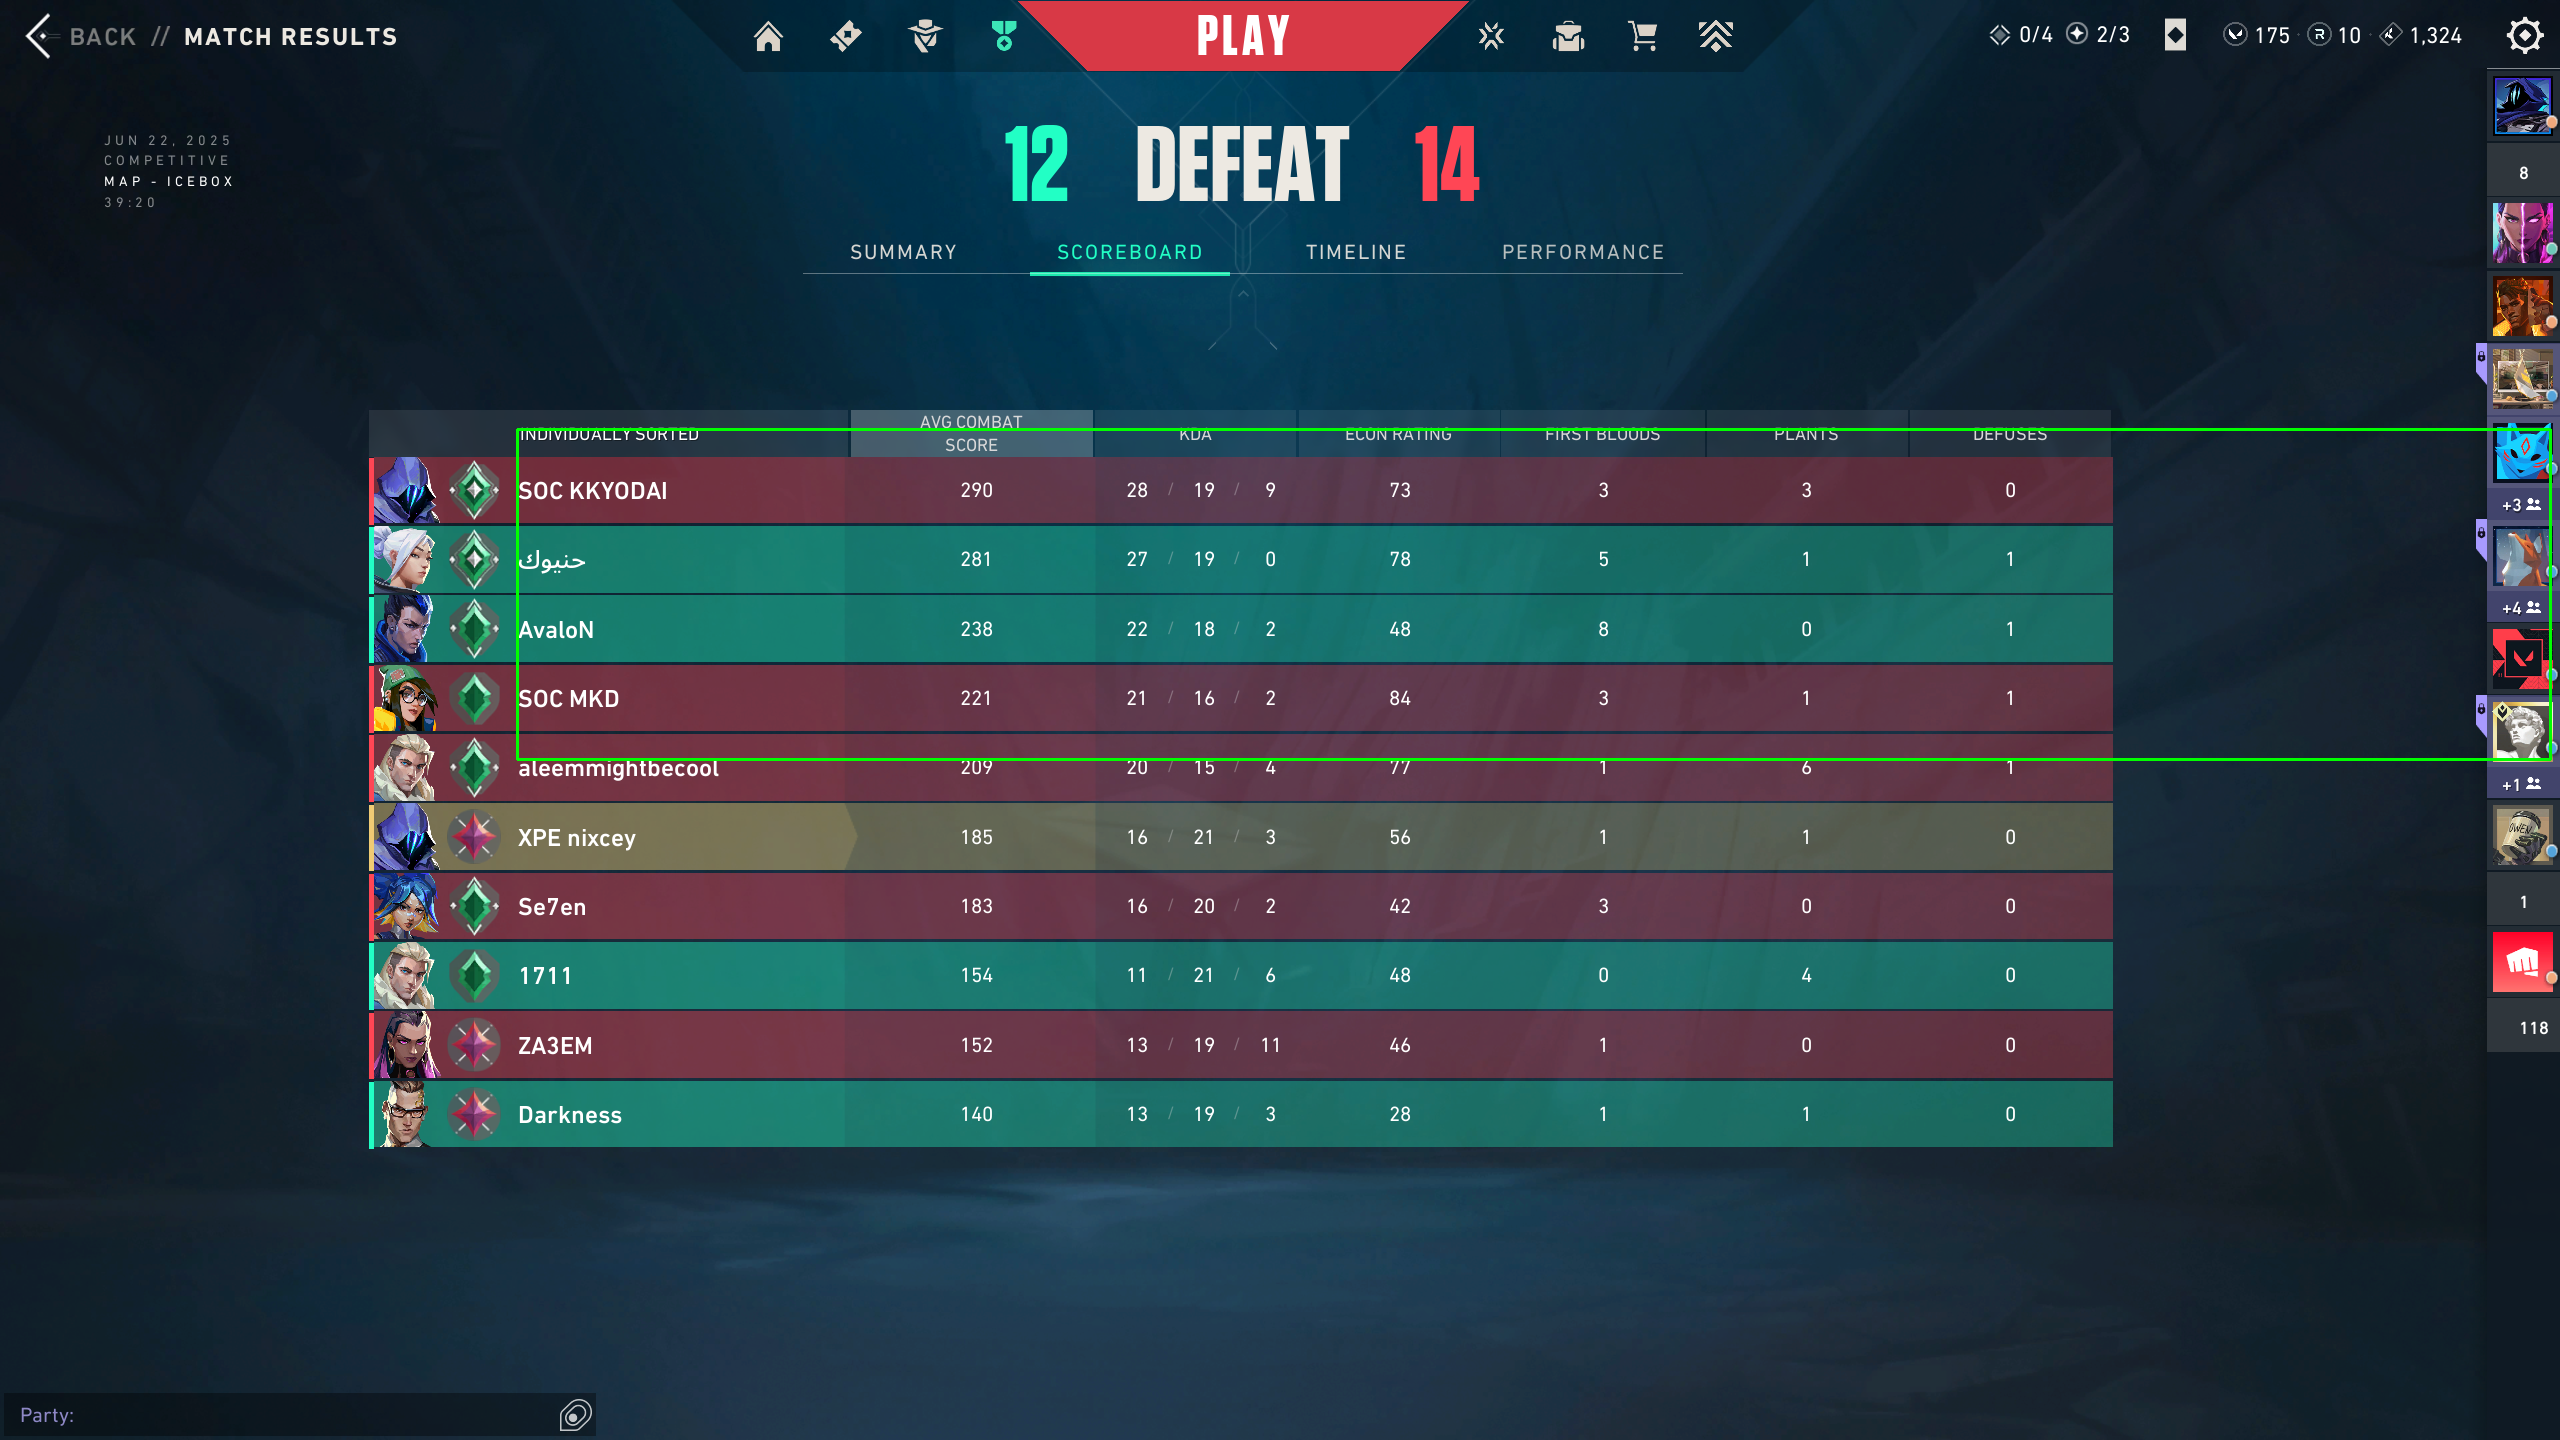 BACK // MATCH RESULTS
PLAY
0/4 2/3 175 10 1,324
JUN 22, 2025
COMPETITIVE
MAP - ICEBOX
39:20
12 DEFEAT 14
SUMMARY SCOREBOARD TIMELINE PERFORMANCE
INDIVIDUALLY SORTED AVG COMBAT SCORE KDA ECON RATING FIRST BLOODS PLANTS DEFUSES
SOC KKYODAI 290 28 / 19 / 9 73 3 3 0
حنيوك 281 27 / 19 / 0 78 5 1 1
AvaloN 238 22 / 18 / 2 48 8 0 1
SOC MKD 221 21 / 16 / 2 84 3 1 1
aleemmightbecool 209 20 / 15 / 4 77 1 6 1
XPE nixcey 185 16 / 21 / 3 56 1 1 0
Se7en 183 16 / 20 / 2 42 3 0 0
1711 154 11 / 21 / 6 48 0 4 0
ZA3EM 152 13 / 19 / 11 46 1 0 0
Darkness 140 13 / 19 / 3 28 1 1 0
8
+3
+4
+1
OWEN
1
118
Party: